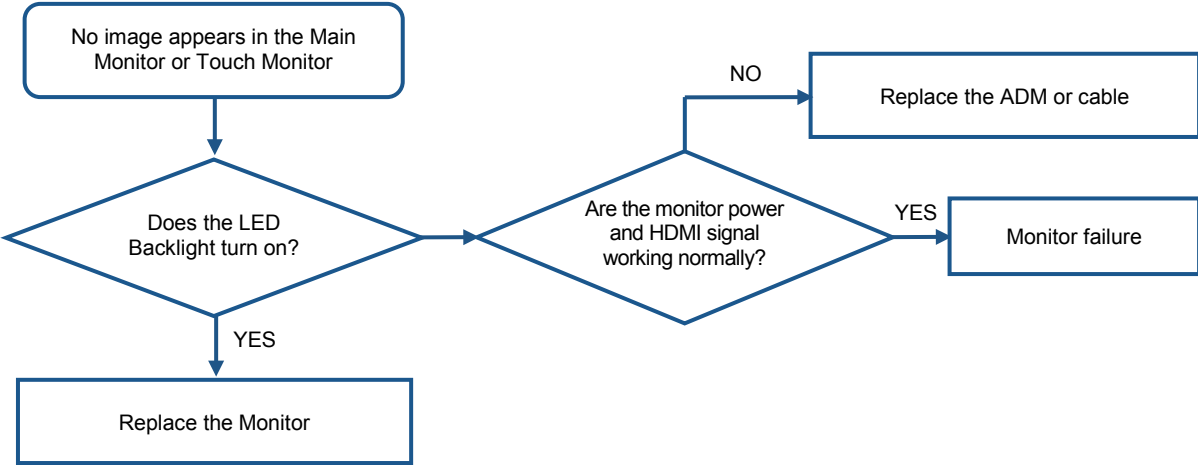 No image appears in the Main
Monitor or Touch Monitor
NO
Replace the ADM or cable
Does the LED
Backlight turn on?
Are the monitor power
and HDMI signal
working normally?
YES
Monitor failure
YES
Replace the Monitor